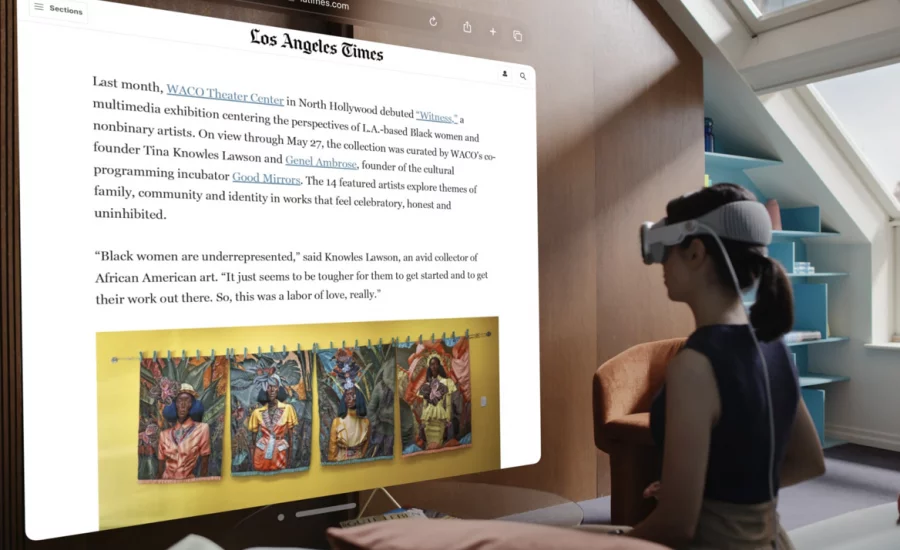 Sections
latimes.com
Los Angeles Times
Last month, WACO Theater Center in North Hollywood debuted “Witness,” a
multimedia exhibition centering the perspectives of L.A.-based Black women and
nonbinary artists. On view through May 27, the collection was curated by WACO’s co-
founder Tina Knowles Lawson and Genel Ambrose, founder of the cultural
programming incubator Good Mirrors. The 14 featured artists explore themes of
family, community and identity in works that feel celebratory, honest and
uninhibited.
“Black women are underrepresented,” said Knowles Lawson, an avid collector of
African American art. “It just seems to be tougher for them to get started and to get
their work out there. So, this was a labor of love, really.”